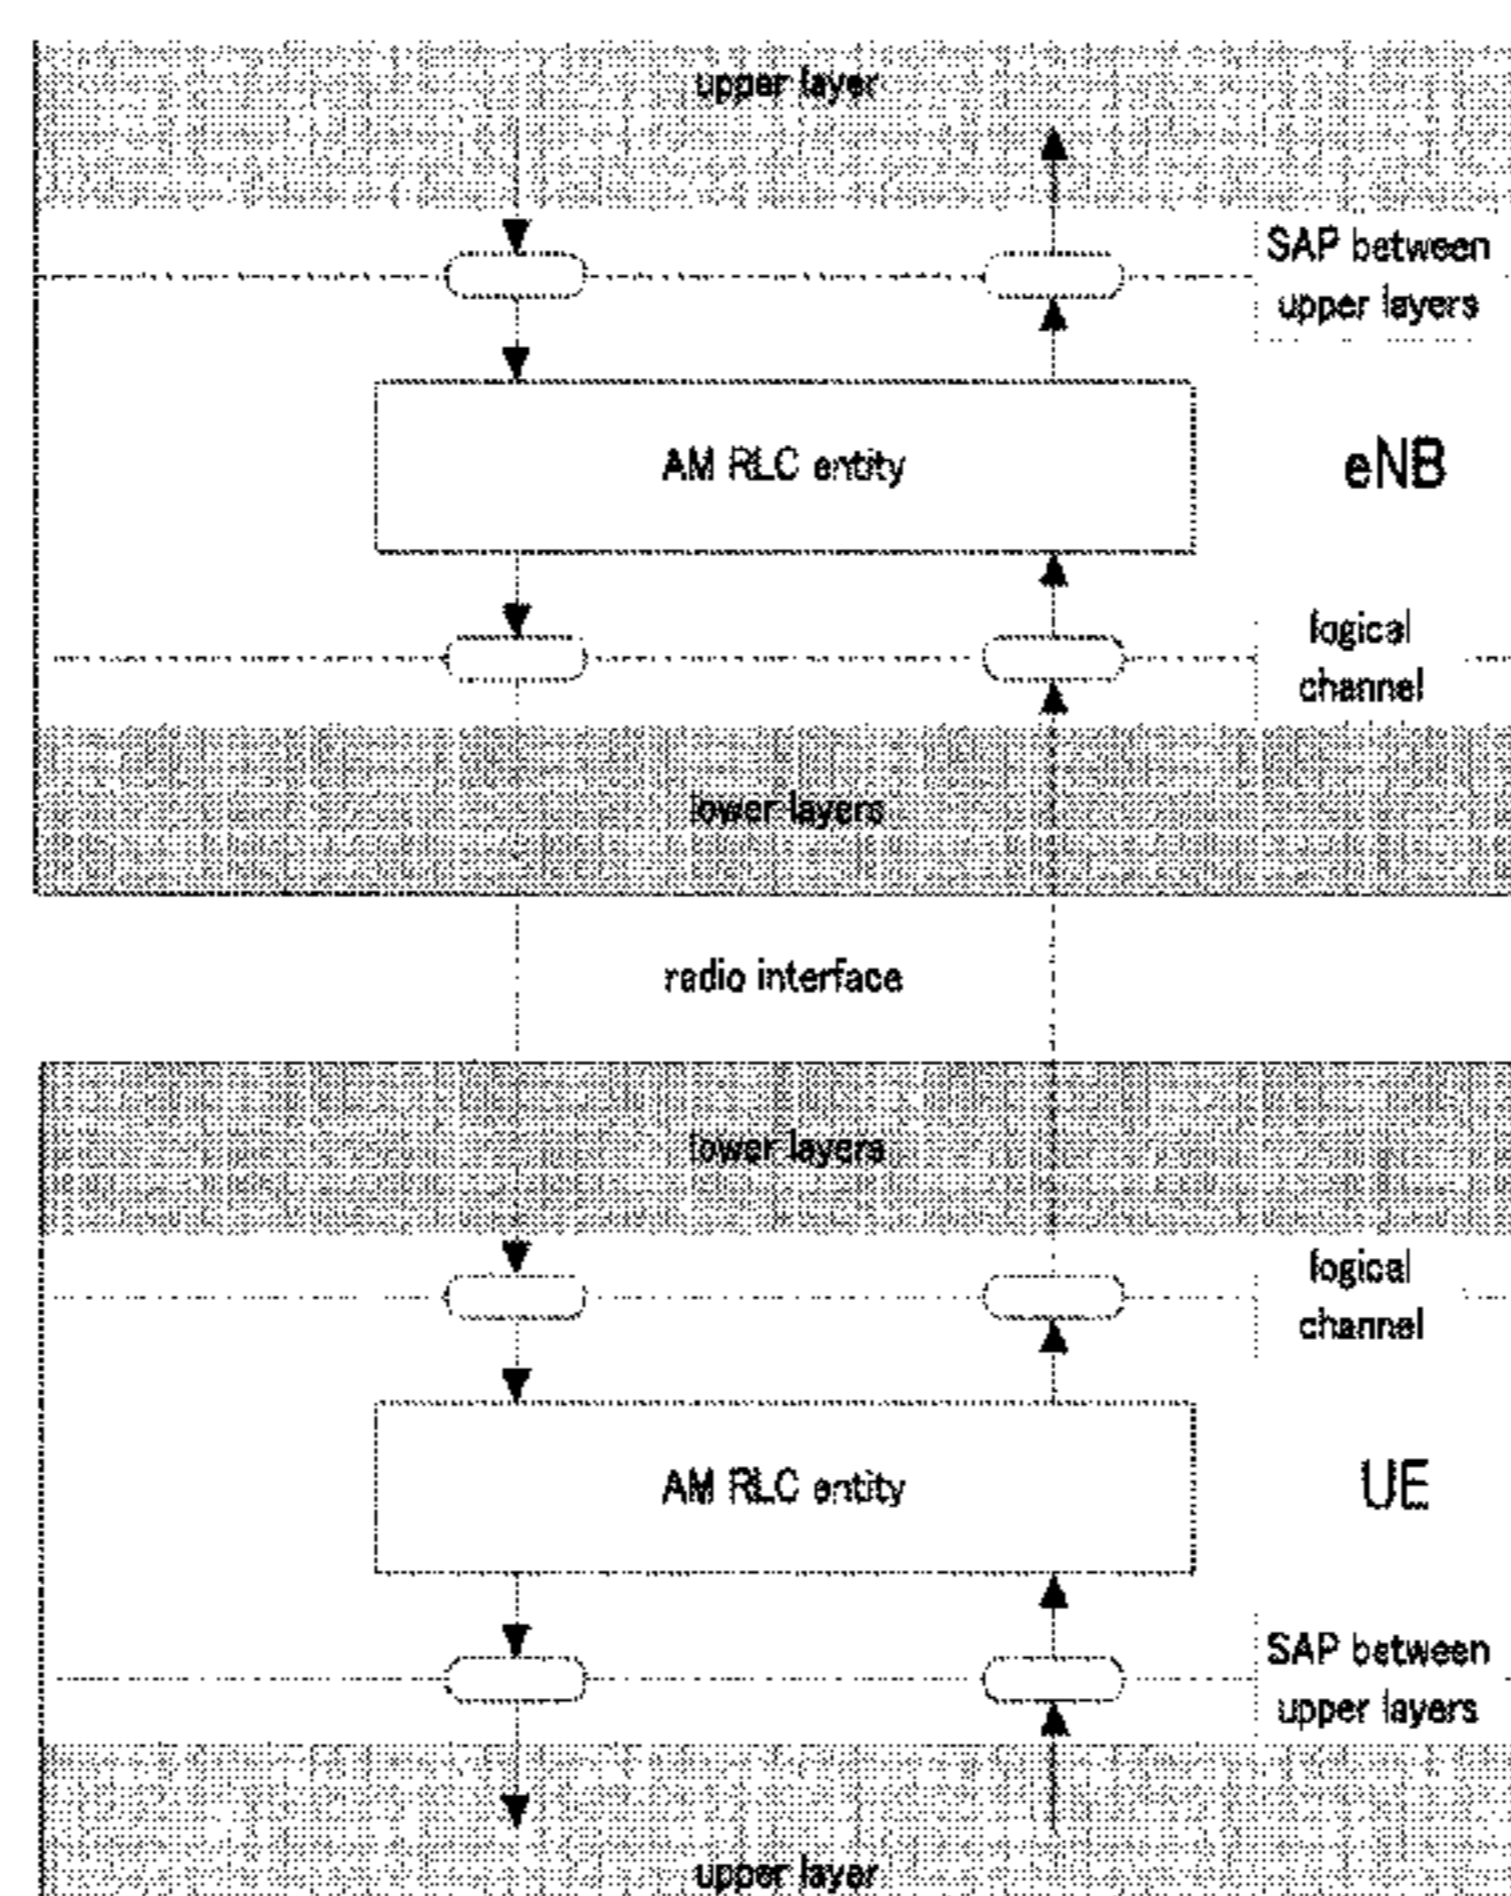 upper layer
SAP between
upper layers
AM RLC entity
eNB
logical
channel
lower layers
radio interface
lower layers
logical
channel
AM RLC entity
UE
SAP between
upper layers
upper layer